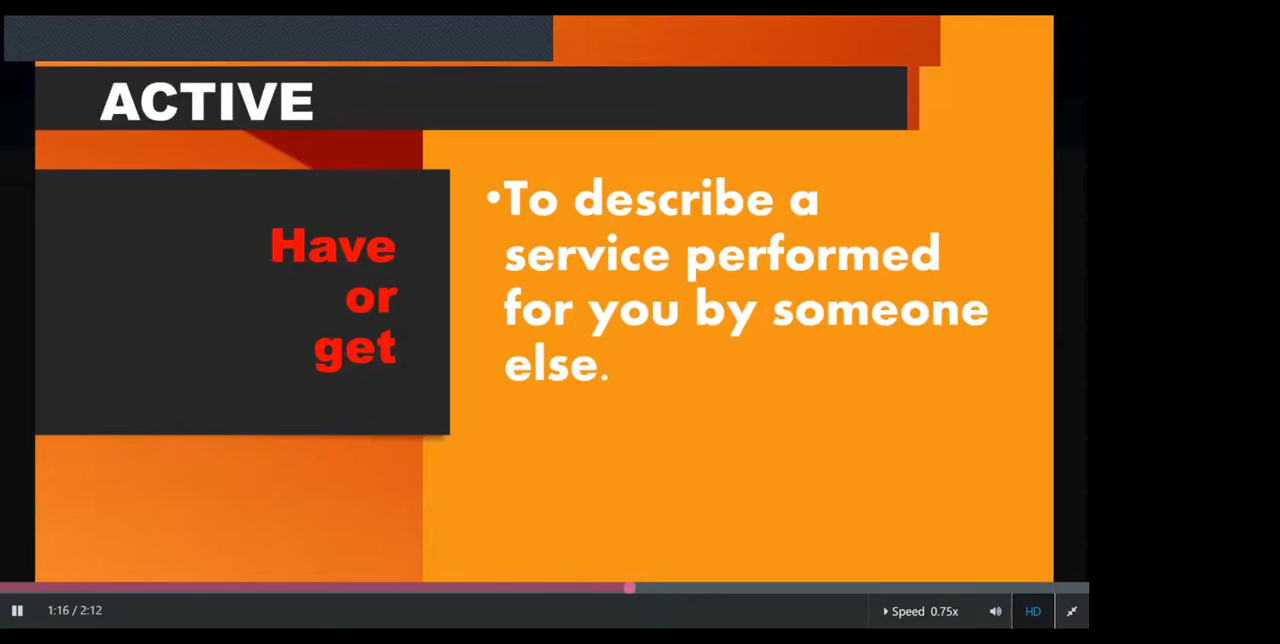 ACTIVE
Have
or
get
•To describe a
service performed
for you by someone
else.
1:16 / 2:12
Speed 0.75x
HD